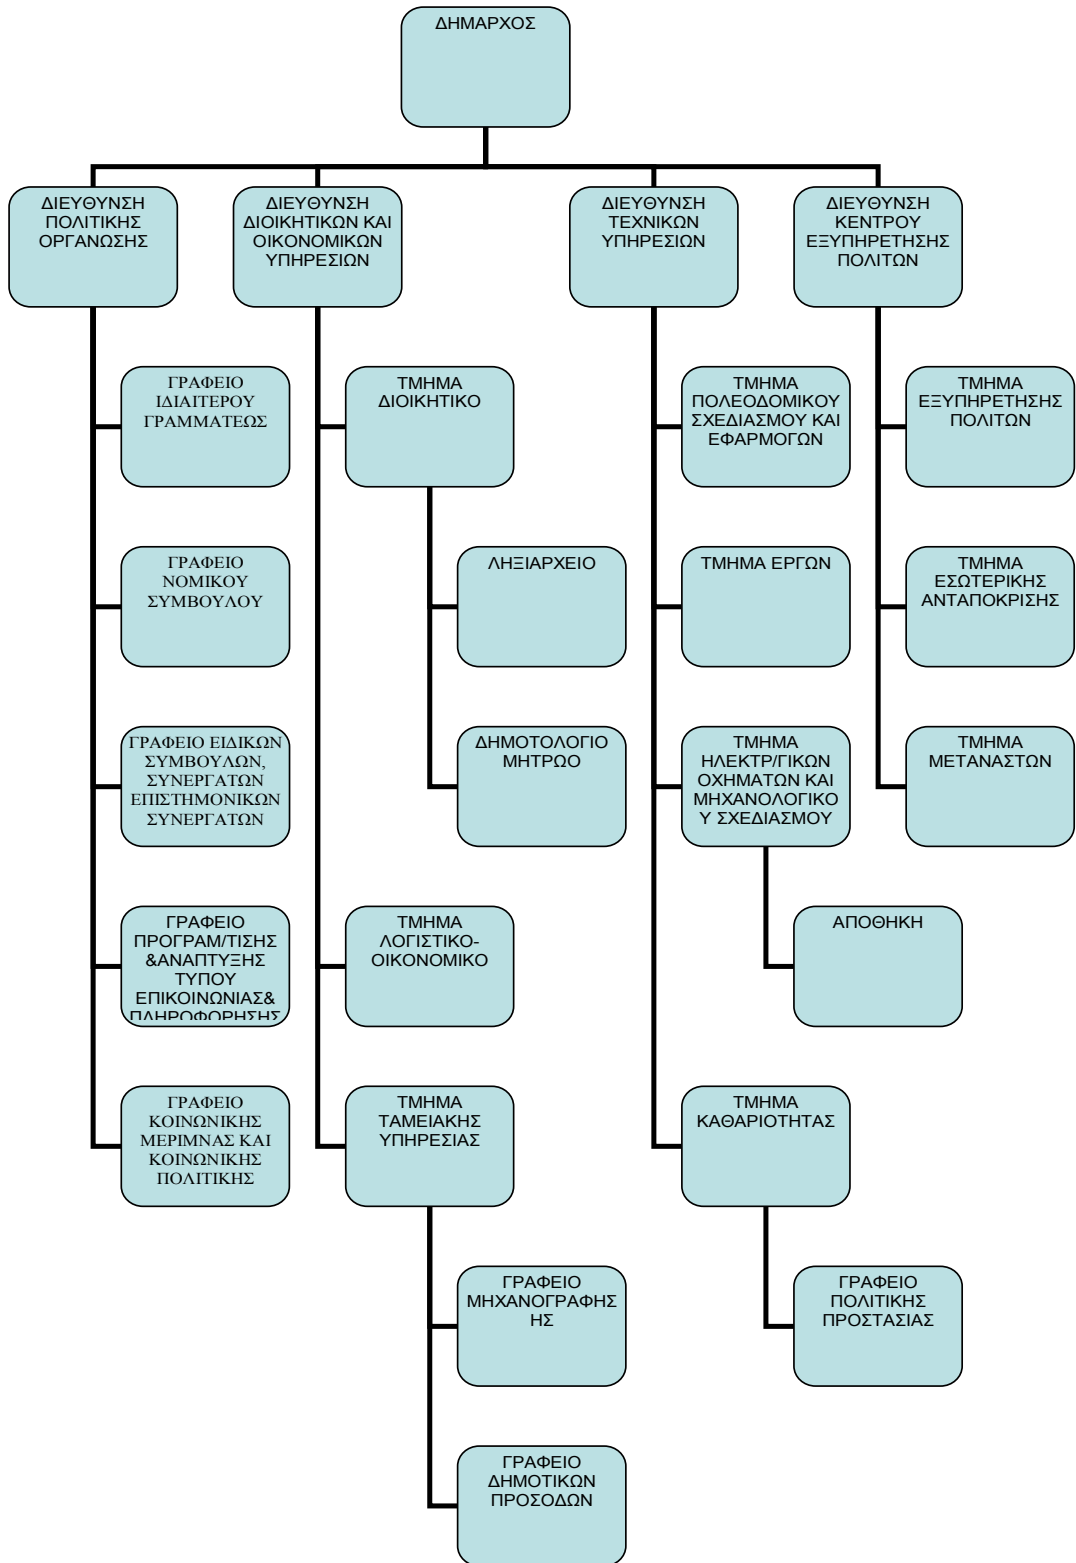 ΔΗΜΑΡΧΟΣ
ΔΙΕΥΘΥΝΣΗ
ΠΟΛΙΤΙΚΗΣ
ΟΡΓΑΝΩΣΗΣ
ΔΙΕΥΘΥΝΣΗ
ΔΙΟΙΚΗΤΙΚΩΝ ΚΑΙ
ΟΙΚΟΝΟΜΙΚΩΝ
ΥΠΗΡΕΣΙΩΝ
ΔΙΕΥΘΥΝΣΗ
ΤΕΧΝΙΚΩΝ
ΥΠΗΡΕΣΙΩΝ
ΔΙΕΥΘΥΝΣΗ
ΚΕΝΤΡΟΥ
ΕΞΥΠΗΡΕΤΗΣΗΣ
ΠΟΛΙΤΩΝ
ΓΡΑΦΕΙΟ
ΙΔΙΑΙΤΕΡΟΥ
ΓΡΑΜΜΑΤΕΩΣ
ΤΜΗΜΑ
ΔΙΟΙΚΗΤΙΚΟ
ΤΜΗΜΑ
ΠΟΛΕΟΔΟΜΙΚΟΥ
ΣΧΕΔΙΑΣΜΟΥ ΚΑΙ
ΕΦΑΡΜΟΓΩΝ
ΤΜΗΜΑ
ΕΞΥΠΗΡΕΤΗΣΗΣ
ΠΟΛΙΤΩΝ
ΓΡΑΦΕΙΟ
ΝΟΜΙΚΟΥ
ΣΥΜΒΟΥΛΟΥ
ΛΗΞΙΑΡΧΕΙΟ
ΤΜΗΜΑ ΕΡΓΩΝ
ΤΜΗΜΑ
ΕΣΩΤΕΡΙΚΗΣ
ΑΝΤΑΠΟΚΡΙΣΗΣ
ΓΡΑΦΕΙΟ ΕΙΔΙΚΩΝ
ΣΥΜΒΟΥΛΩΝ,
ΣΥΝΕΡΓΑΤΩΝ
ΕΠΙΣΤΗΜΟΝΙΚΩΝ
ΣΥΝΕΡΓΑΤΩΝ
ΔΗΜΟΤΟΛΟΓΙΟ
ΜΗΤΡΩΟ
ΤΜΗΜΑ
ΗΛΕΚΤΡ/ΓΙΚΩΝ
ΟΧΗΜΑΤΩΝ ΚΑΙ
ΜΗΧΑΝΟΛΟΓΙΚΟ
Υ ΣΧΕΔΙΑΣΜΟΥ
ΤΜΗΜΑ
ΜΕΤΑΝΑΣΤΩΝ
ΓΡΑΦΕΙΟ
ΠΡΟΓΡΑΜ/ΤΙΣΗΣ
&ΑΝΑΠΤΥΞΗΣ
ΤΥΠΟΥ
ΕΠΙΚΟΙΝΩΝΙΑΣ&
ΠΛΗΡΟΦΟΡΗΣΗΣ
ΤΜΗΜΑ
ΛΟΓΙΣΤΙΚΟ-
ΟΙΚΟΝΟΜΙΚΟ
ΑΠΟΘΗΚΗ
ΓΡΑΦΕΙΟ
ΚΟΙΝΩΝΙΚΗΣ
ΜΕΡΙΜΝΑΣ ΚΑΙ
ΚΟΙΝΩΝΙΚΗΣ
ΠΟΛΙΤΙΚΗΣ
ΤΜΗΜΑ
ΤΑΜΕΙΑΚΗΣ
ΥΠΗΡΕΣΙΑΣ
ΤΜΗΜΑ
ΚΑΘΑΡΙΟΤΗΤΑΣ
ΓΡΑΦΕΙΟ
ΜΗΧΑΝΟΓΡΑΦΗΣ
ΗΣ
ΓΡΑΦΕΙΟ
ΠΟΛΙΤΙΚΗΣ
ΠΡΟΣΤΑΣΙΑΣ
ΓΡΑΦΕΙΟ
ΔΗΜΟΤΙΚΩΝ
ΠΡΟΣΟΔΩΝ